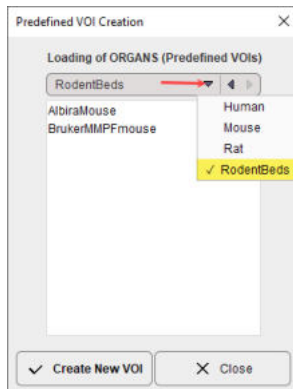 Predefined VOI Creation
Loading of ORGANS (Predefined VOIs)
RodentBeds
AlbiraMouse
BrukerMMPFmouse
Human
Mouse
Rat
✓ RodentBeds
Create New VOI
Close